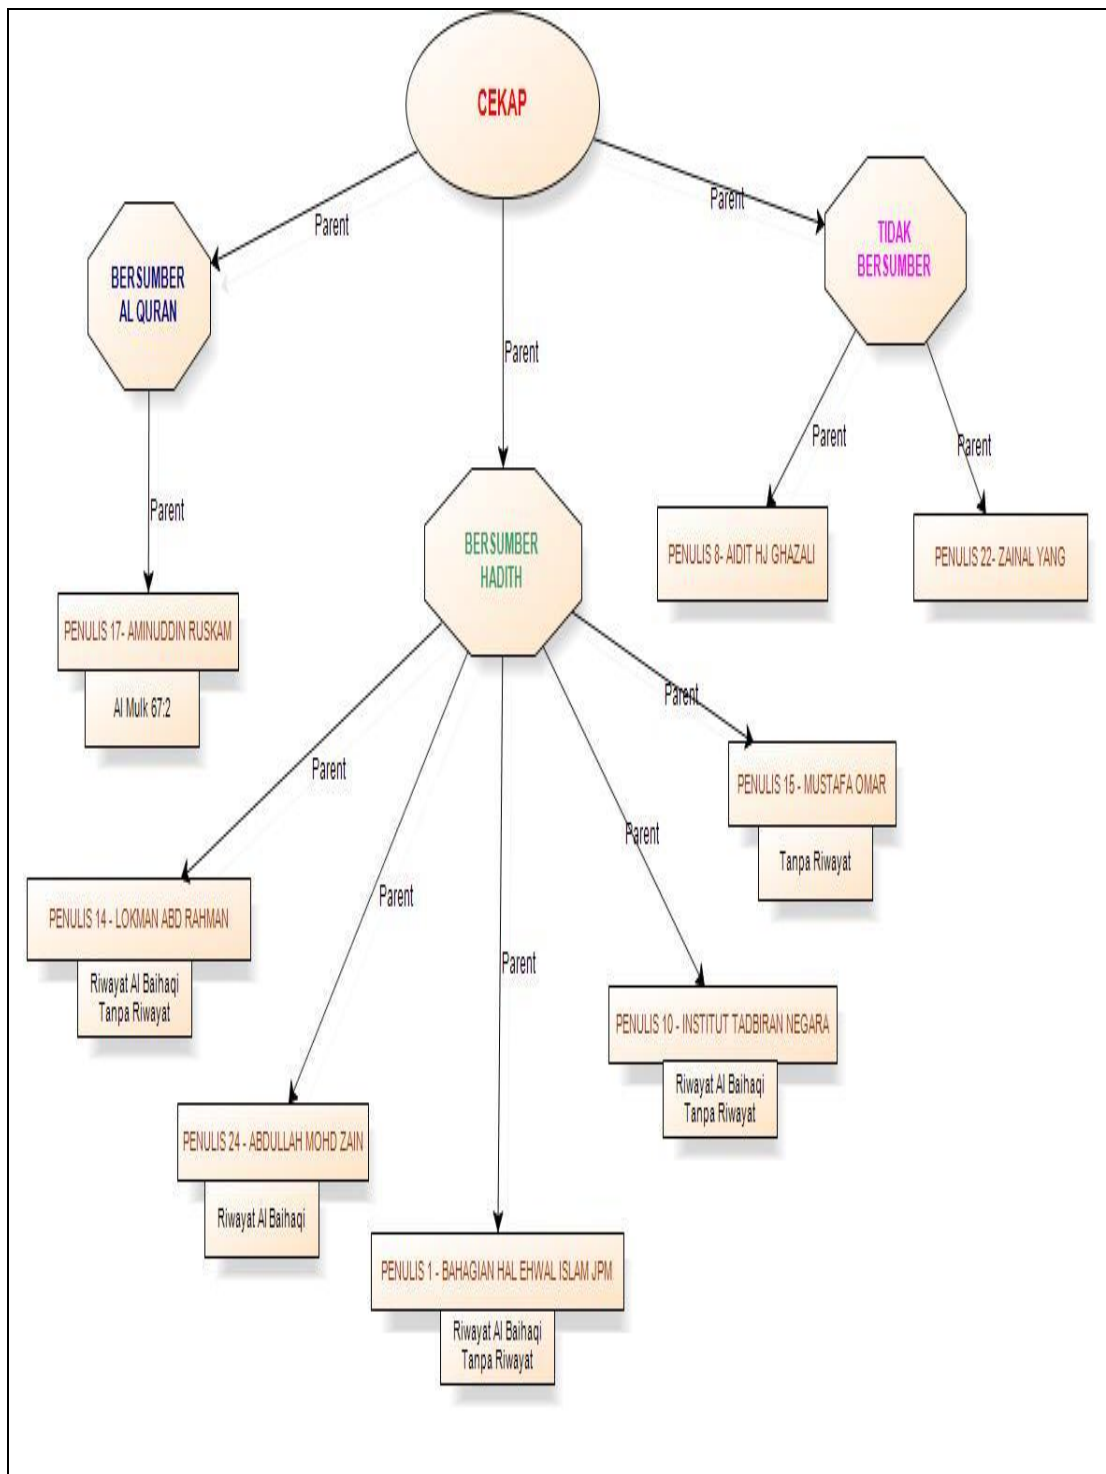 CEKAP
Parent
Parent
Parent
BERSUMBER
AL QURAN
TIDAK
BERSUMBER
Parent
Parent
Parent
BERSUMBER
HADITH
PENULIS 8- AIDIT HJ GHAZALI
PENULIS 22- ZAINAL YANG
PENULIS 17- AMINUDDIN RUSKAM
Al Mulk 67:2
Parent
Parent
Parent
Parent
Parent
PENULIS 15 - MUSTAFA OMAR
Tanpa Riwayat
PENULIS 14 - LOKMAN ABD RAHMAN
Riwayat Al Baihaqi
Tanpa Riwayat
PENULIS 10 - INSTITUT TADBIRAN NEGARA
Riwayat Al Baihaqi
Tanpa Riwayat
PENULIS 24 - ABDULLAH MOHD ZAIN
Riwayat Al Baihaqi
PENULIS 1 - BAHAGIAN HAL EHWAL ISLAM JPM
Riwayat Al Baihaqi
Tanpa Riwayat